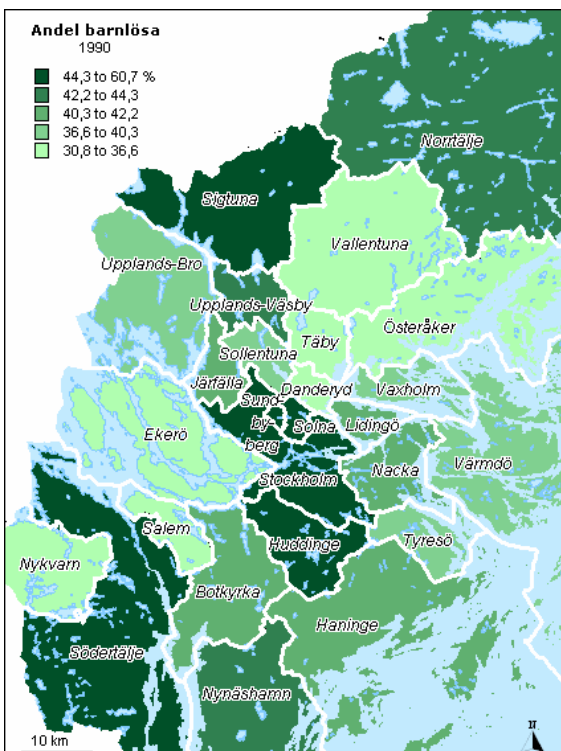 Andel barnlösa
1990
44,3 to 60,7 %
42,2 to 44,3
40,3 to 42,2
36,6 to 40,3
30,8 to 36,6
Norrtälje
Sigtuna
Vallentuna
Upplands-Bro
Upplands-Väsby
Österåker
Täby
Sollentuna
Järfälla
Danderyd
Vaxholm
Sund-
by-
berg
Solna
Lidingö
Ekerö
Värmdö
Nacka
Stockholm
Salem
Huddinge
Tyresö
Nykvarn
Botkyrka
Haninge
Södertälje
Nynäshamn
10 km
N